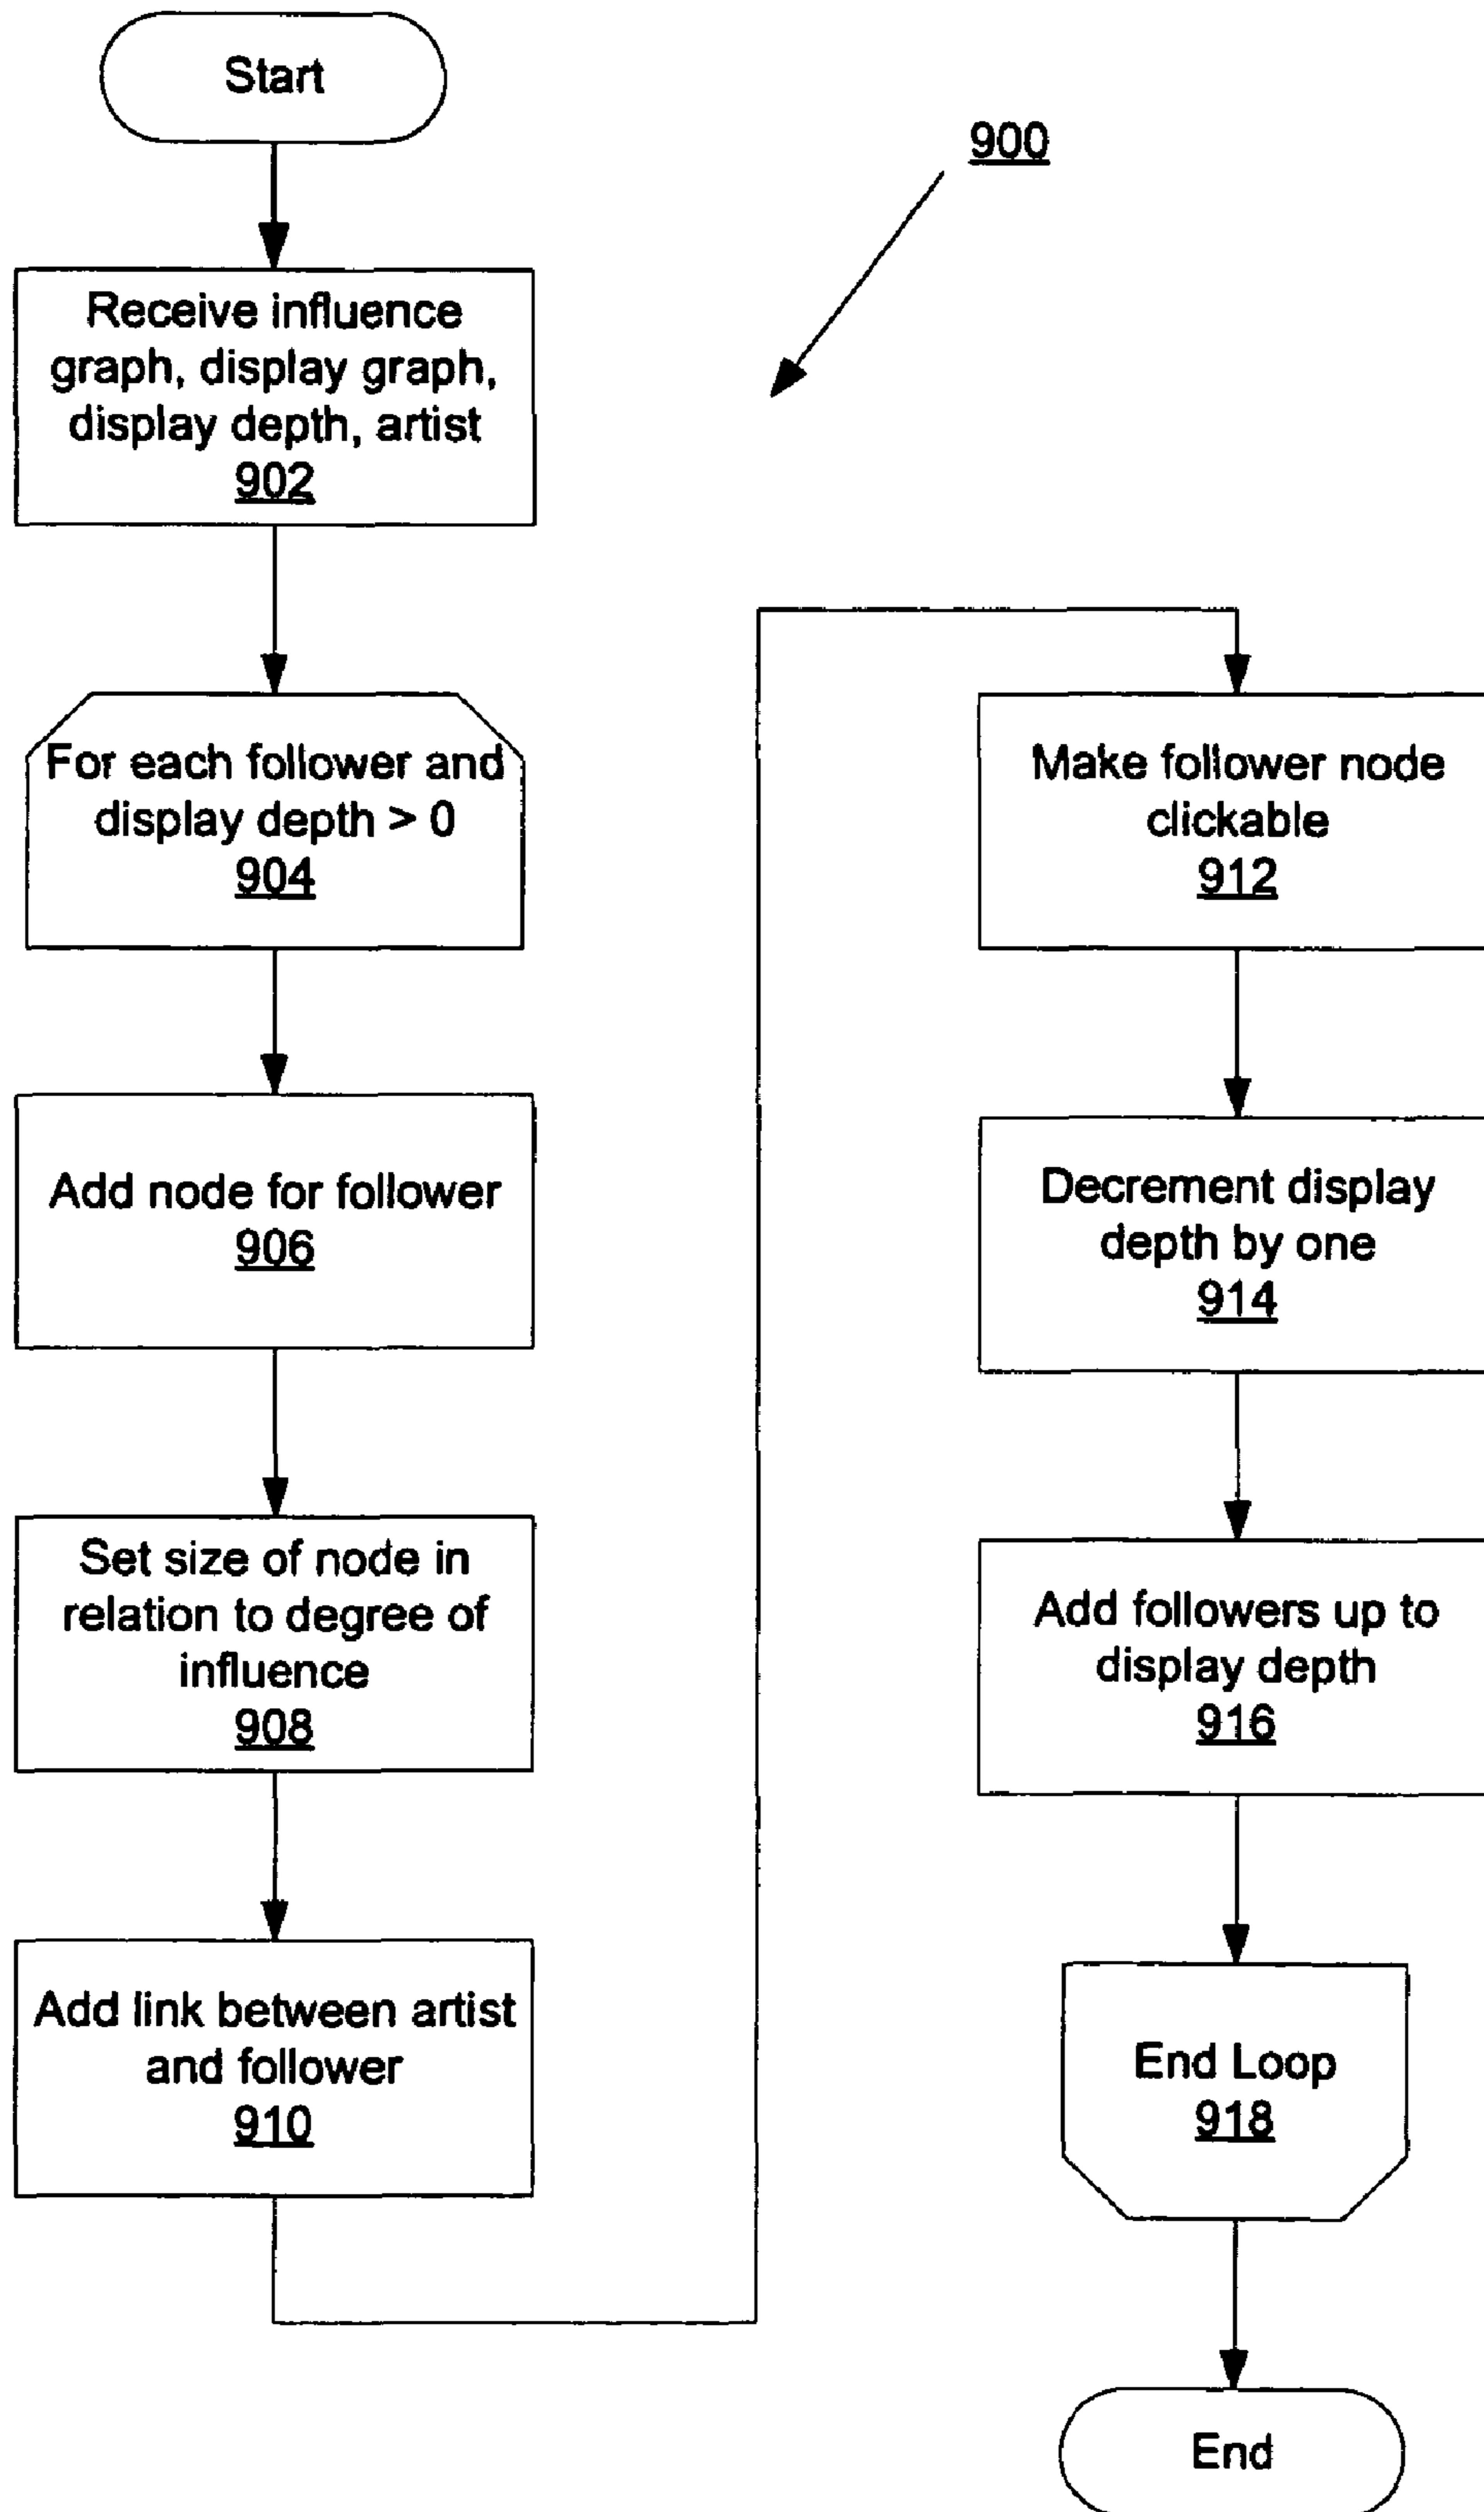 Start
900
Receive influence
graph, display graph,
display depth, artist
902
For each follower and
display depth > 0
904
Add node for follower
906
Set size of node in
relation to degree of
influence
908
Add link between artist
and follower
910
Make follower node
clickable
912
Decrement display
depth by one
914
Add followers up to
display depth
916
End Loop
918
End